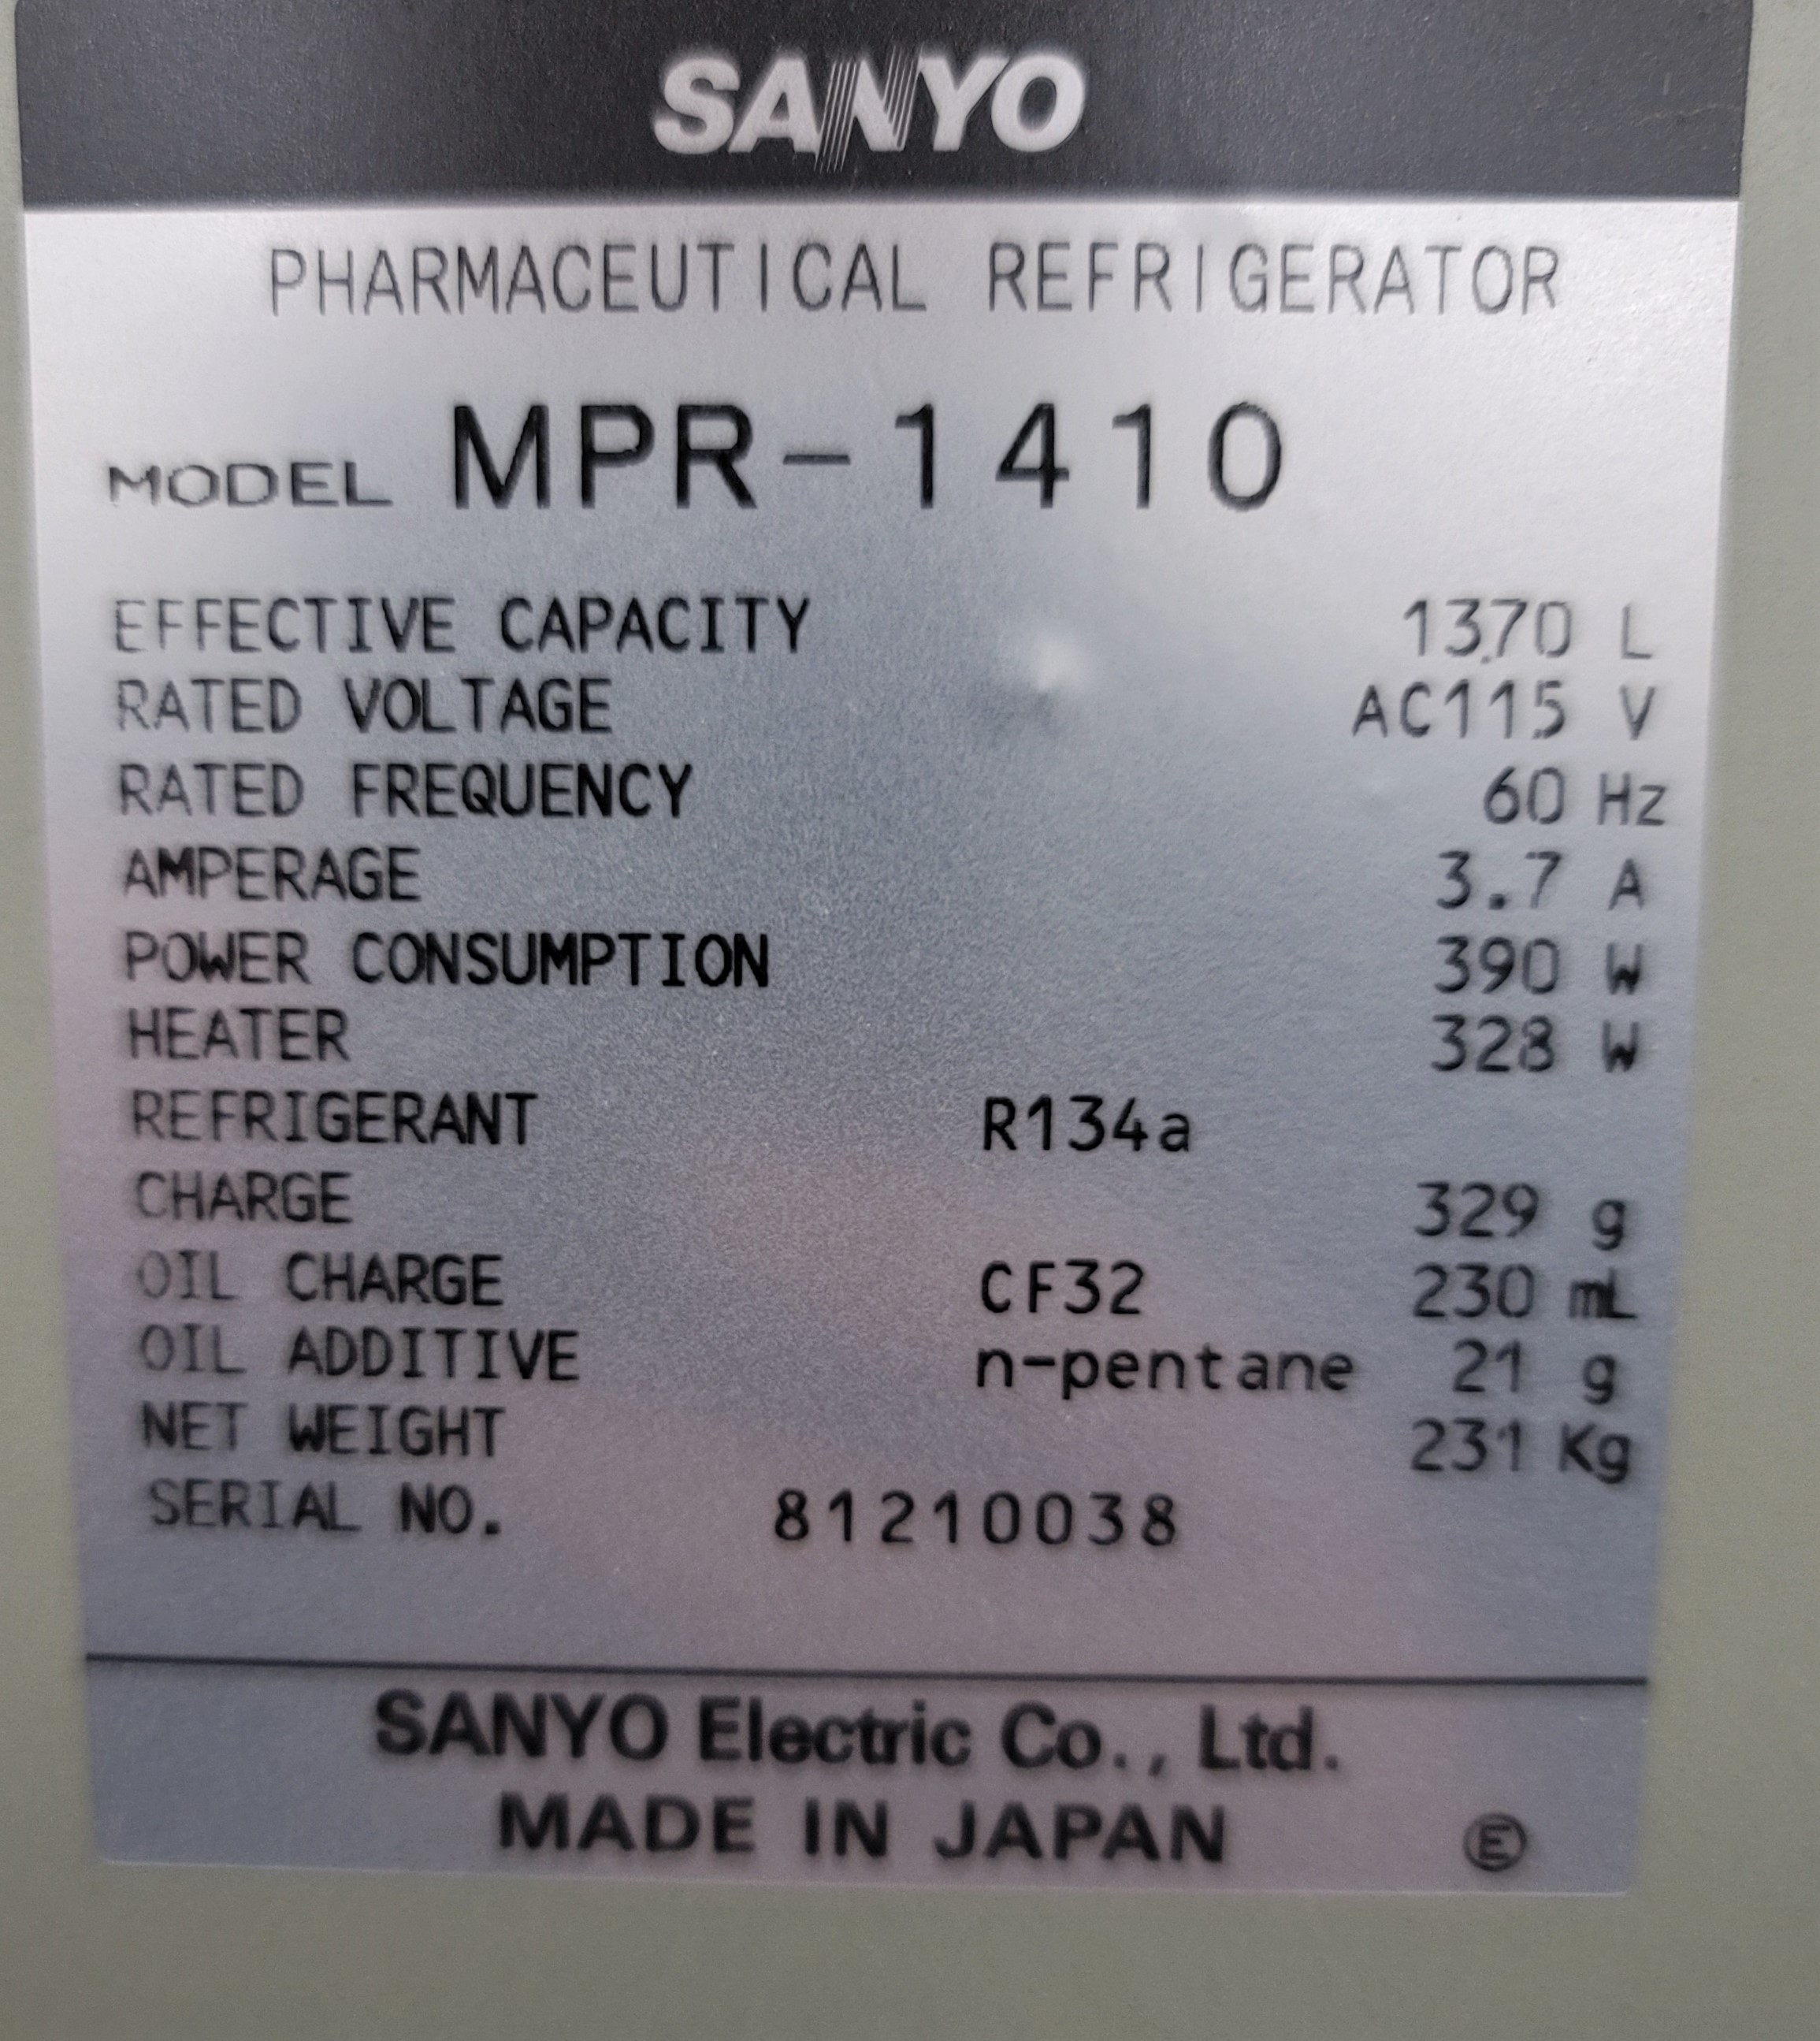 SANYO
PHARMACEUTICAL REFRIGERATOR
MODEL MPR-1410
EFFECTIVE CAPACITY 1370 L
RATED VOLTAGE AC115 V
RATED FREQUENCY 60 Hz
AMPERAGE 3.7 A
POWER CONSUMPTION 390 W
HEATER 328 W
REFRIGERANT R134a
CHARGE 329 g
OIL CHARGE CF32 230 mL
OIL ADDITIVE n-pentane 21 g
NET WEIGHT 231 Kg
SERIAL NO. 81210038
SANYO Electric Co., Ltd.
MADE IN JAPAN Ⓔ